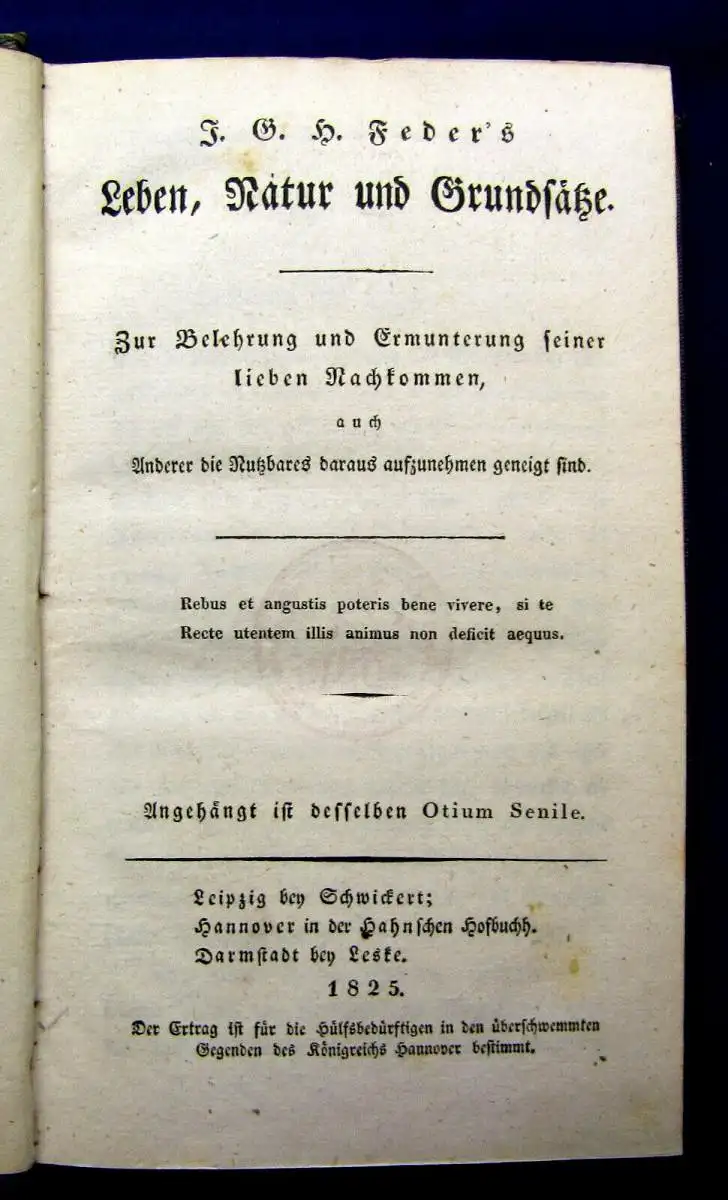 J. G. H. Feder's
Leben, Natur und Grundsätze.
Zur Belehrung und Ermunterung seiner
lieben Nachkommen,
auch
Anderer die Nutzbares daraus aufzunehmen geneigt sind.
Rebus et angustis poteris bene vivere, si te
Recte utentem illis animus non deficit aequus.
Angehängt ist desselben Otium Senile.
Leipzig bey Schwickert;
Hannover in der Hahnschen Hofbuchh.
Darmstadt bey Leske.
1825.
Der Ertrag ist für die Hülfsbedürftigen in den überschwemmten
Gegenden des Königreichs Hannover bestimmt.